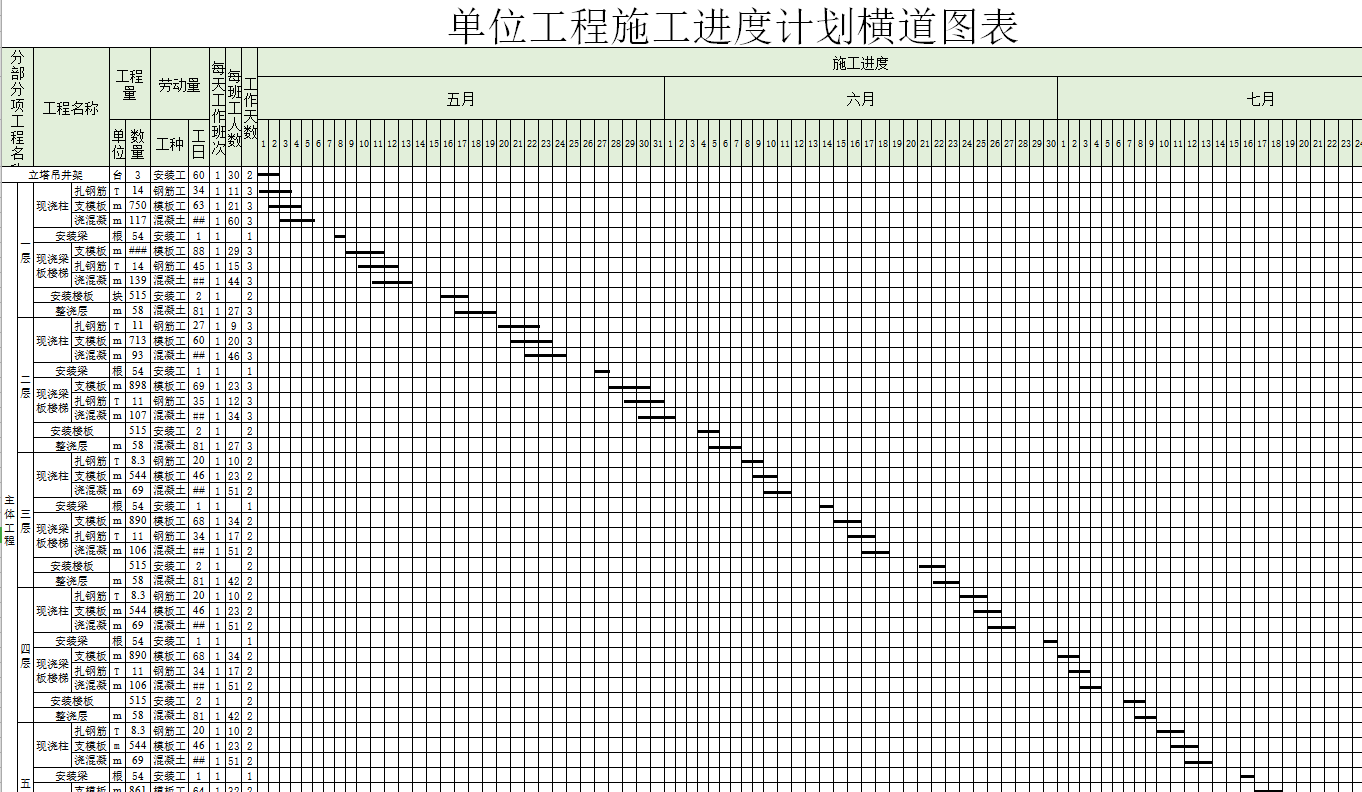 单位工程施工进度计划横道图表
分部分项工程名 工程名称 工程量 劳动量 每天工作班次 每班工人数 工作天数 施工进度
五月 六月 七月
单位 数量 工种 工日 1 2 3 4 5 6 7 8 9 10 11 12 13 14 15 16 17 18 19 20 21 22 23 24 25 26 27 28 29 30 31 1 2 3 4 5 6 7 8 9 10 11 12 13 14 15 16 17 18 19 20 21 22 23 24 25 26 27 28 29 30 1 2 3 4 5 6 7 8 9 10 11 12 13 14 15 16 17 18 19 20 21 22 23 24
立塔吊井架 台 3 安装工 60 1 30 2
主体工程
一层
现浇柱 扎钢筋 T 14 钢筋工 34 1 11 3
支模板 m 750 模板工 63 1 21 3
浇混凝 m 117 混凝土 ## 1 60 3
安装梁 根 54 安装工 1 1 1
现浇梁板楼梯 支模板 m ### 模板工 88 1 29 3
扎钢筋 T 14 钢筋工 45 1 15 3
浇混凝 m 139 混凝土 ## 1 44 3
安装楼板 块 515 安装工 2 1 2
整浇层 m 58 混凝土 81 1 27 3
二层
现浇柱 扎钢筋 T 11 钢筋工 27 1 9 3
支模板 m 713 模板工 60 1 20 3
浇混凝 m 93 混凝土 ## 1 46 3
安装梁 根 54 安装工 1 1 1
现浇梁板楼梯 支模板 m 898 模板工 69 1 23 3
扎钢筋 T 11 钢筋工 35 1 12 3
浇混凝 m 107 混凝土 ## 1 34 3
安装楼板 515 安装工 2 1 2
整浇层 m 58 混凝土 81 1 27 3
三层
现浇柱 扎钢筋 T 8.3 钢筋工 20 1 10 2
支模板 m 544 模板工 46 1 23 2
浇混凝 m 69 混凝土 ## 1 51 2
安装梁 根 54 安装工 1 1 1
现浇梁板楼梯 支模板 m 890 模板工 68 1 34 2
扎钢筋 T 11 钢筋工 34 1 17 2
浇混凝 m 106 混凝土 ## 1 51 2
安装楼板 515 安装工 2 1 2
整浇层 m 58 混凝土 81 1 42 2
四层
现浇柱 扎钢筋 T 8.3 钢筋工 20 1 10 2
支模板 m 544 模板工 46 1 23 2
浇混凝 m 69 混凝土 ## 1 51 2
安装梁 根 54 安装工 1 1 1
现浇梁板楼梯 支模板 m 890 模板工 68 1 34 2
扎钢筋 T 11 钢筋工 34 1 17 2
浇混凝 m 106 混凝土 ## 1 51 2
安装楼板 515 安装工 2 1 2
整浇层 m 58 混凝土 81 1 42 2
五
现浇柱 扎钢筋 T 8.3 钢筋工 20 1 10 2
支模板 m 544 模板工 46 1 23 2
浇混凝 m 69 混凝土 ## 1 51 2
安装梁 根 54 安装工 1 1 1
支模板 m 861 模板工 64 1 32 2